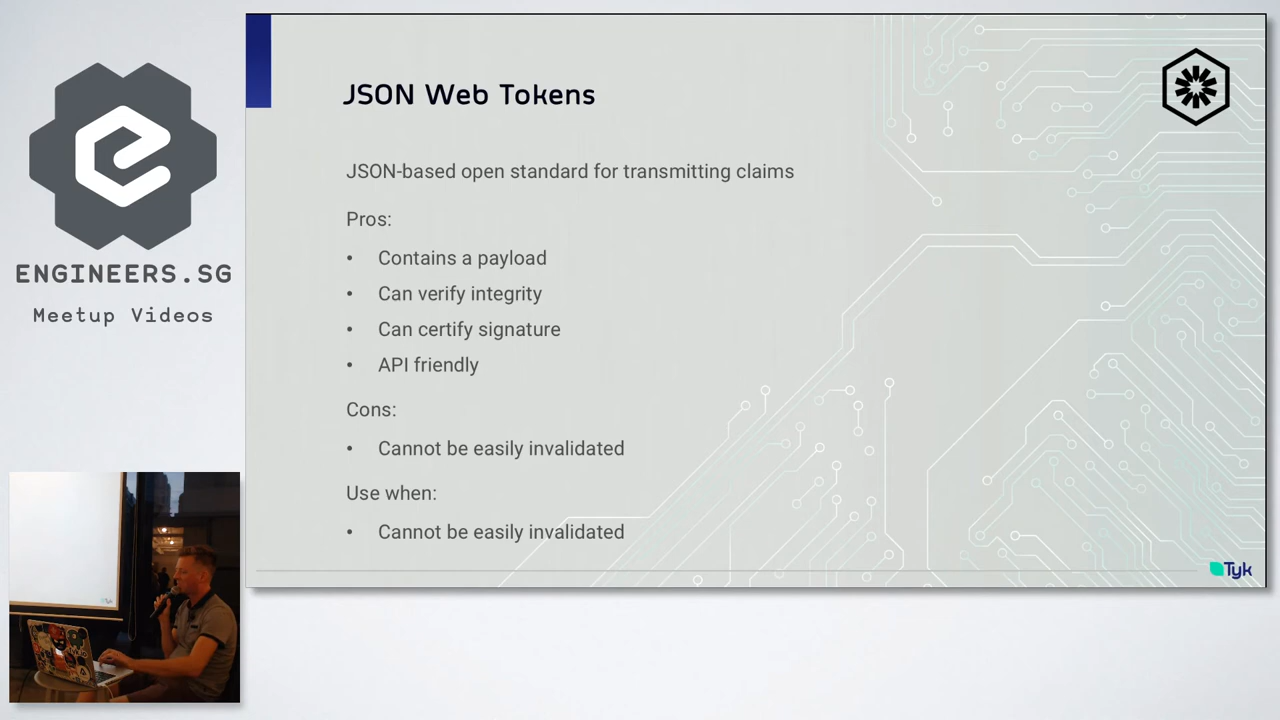 ENGINEERS.SG
Meetup Videos
JSON Web Tokens
JSON-based open standard for transmitting claims
Pros:
• Contains a payload
• Can verify integrity
• Can certify signature
• API friendly
Cons:
• Cannot be easily invalidated
Use when:
• Cannot be easily invalidated
Tyk